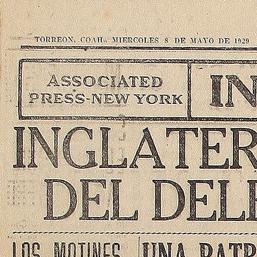 TORREON, COAH., MIERCOLES 8 DE MAYO DE 1929
ASSOCIATED
PRESS-NEW YORK
IN
INGLATER
DEL DELE
LOS MOTINES
UNA PATR